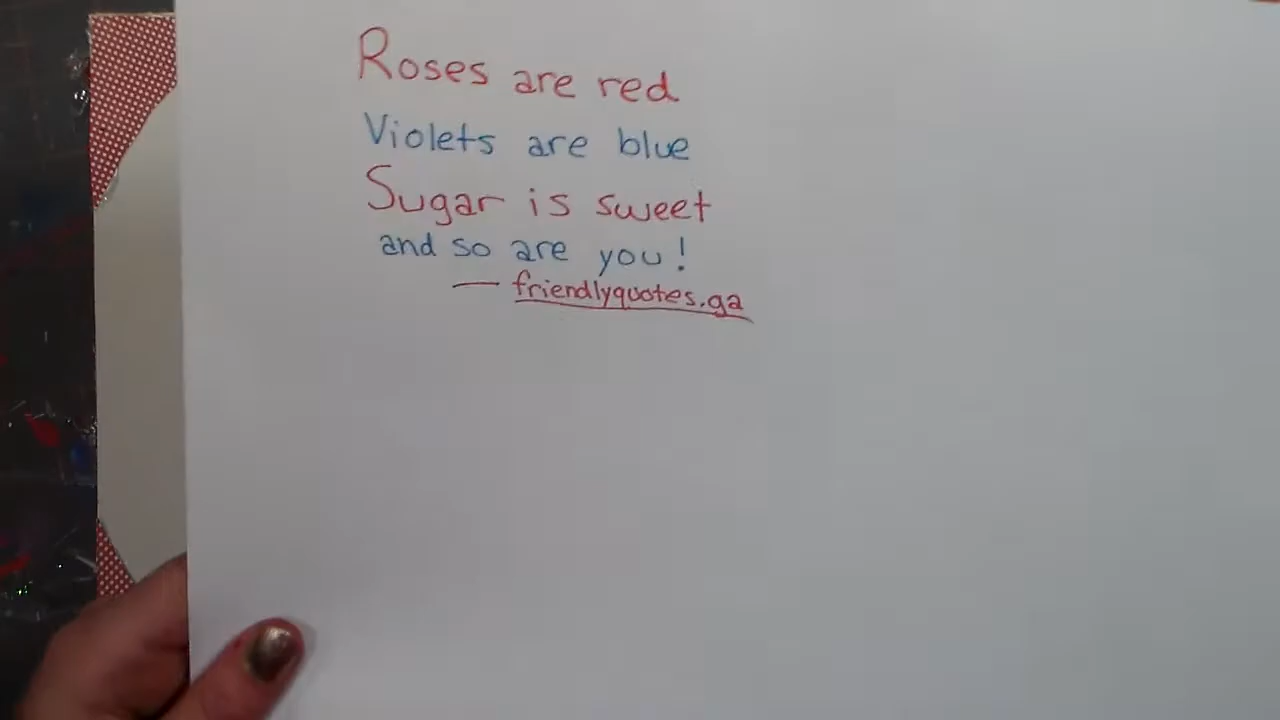 Roses are red
Violets are blue
Sugar is sweet
and so are you!
— friendlyquotes.ga